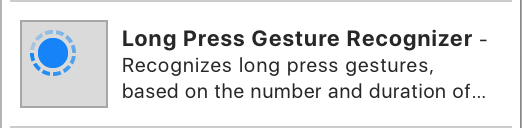 Long Press Gesture Recognizer -
Recognizes long press gestures,
based on the number and duration of...